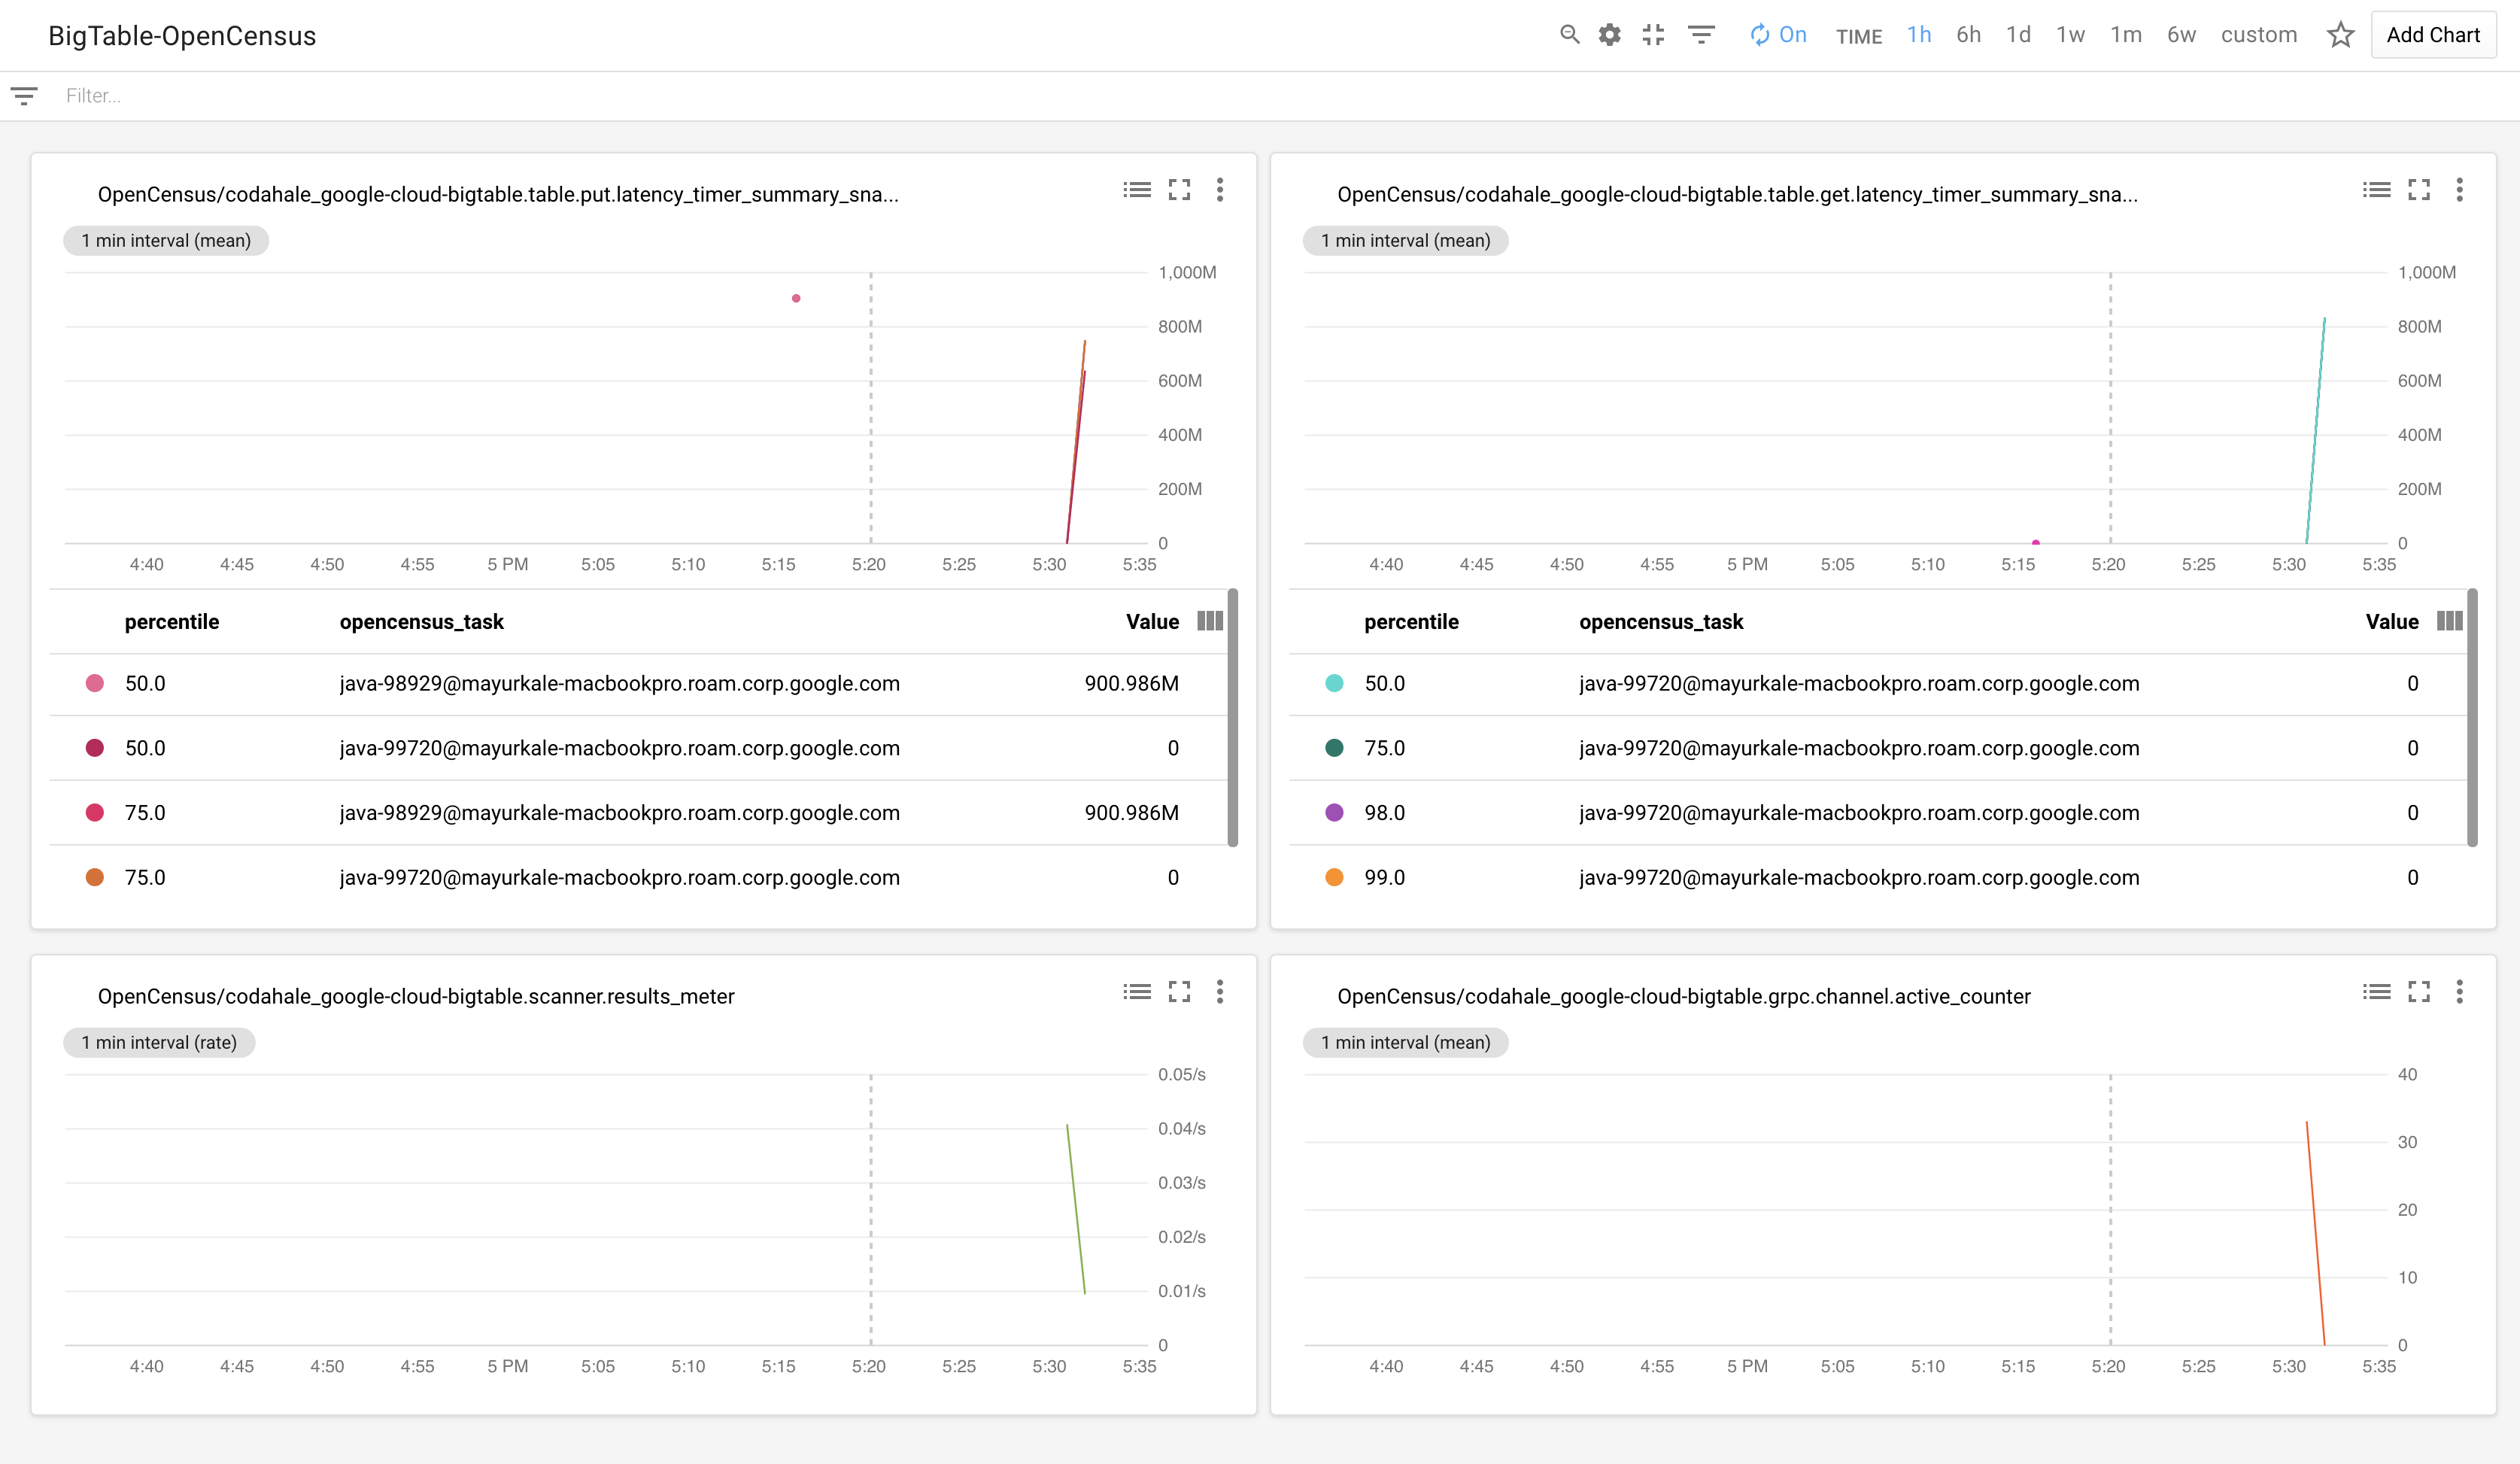 BigTable-OpenCensus
On TIME 1h 6h 1d 1w 1m 6w custom Add Chart
Filter...
OpenCensus/codahale_google-cloud-bigtable.table.put.latency_timer_summary_sna...
1 min interval (mean)
1,000M
800M
600M
400M
200M
0
4:40 4:45 4:50 4:55 5 PM 5:05 5:10 5:15 5:20 5:25 5:30 5:35
percentile opencensus_task Value
50.0 java-98929@mayurkale-macbookpro.roam.corp.google.com 900.986M
50.0 java-99720@mayurkale-macbookpro.roam.corp.google.com 0
75.0 java-98929@mayurkale-macbookpro.roam.corp.google.com 900.986M
75.0 java-99720@mayurkale-macbookpro.roam.corp.google.com 0
OpenCensus/codahale_google-cloud-bigtable.table.get.latency_timer_summary_sna...
1 min interval (mean)
1,000M
800M
600M
400M
200M
0
4:40 4:45 4:50 4:55 5 PM 5:05 5:10 5:15 5:20 5:25 5:30 5:35
percentile opencensus_task Value
50.0 java-99720@mayurkale-macbookpro.roam.corp.google.com 0
75.0 java-99720@mayurkale-macbookpro.roam.corp.google.com 0
98.0 java-99720@mayurkale-macbookpro.roam.corp.google.com 0
99.0 java-99720@mayurkale-macbookpro.roam.corp.google.com 0
OpenCensus/codahale_google-cloud-bigtable.scanner.results_meter
1 min interval (rate)
0.05/s
0.04/s
0.03/s
0.02/s
0.01/s
0
4:40 4:45 4:50 4:55 5 PM 5:05 5:10 5:15 5:20 5:25 5:30 5:35
OpenCensus/codahale_google-cloud-bigtable.grpc.channel.active_counter
1 min interval (mean)
40
30
20
10
0
4:40 4:45 4:50 4:55 5 PM 5:05 5:10 5:15 5:20 5:25 5:30 5:35